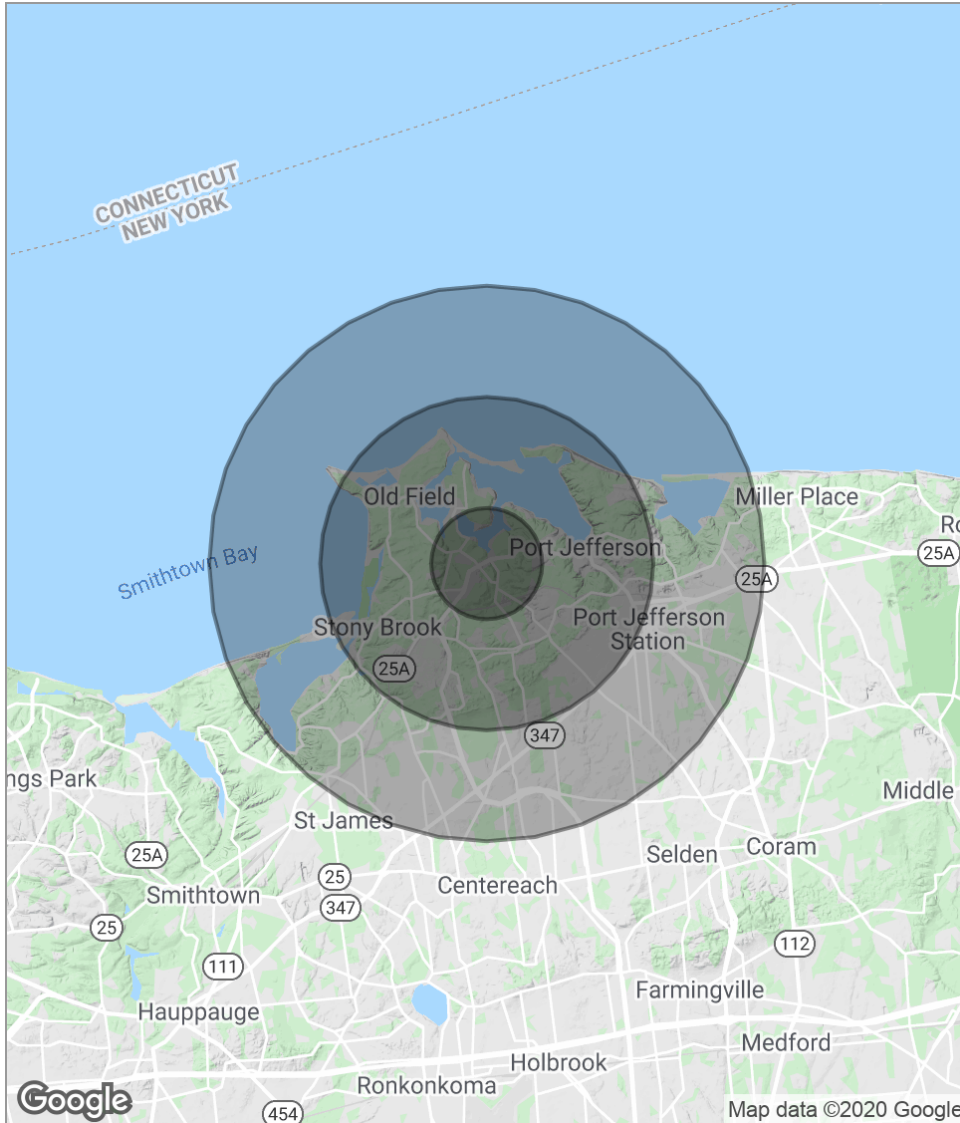 CONNECTICUT
NEW YORK
Old Field
Miller Place
Ro
Port Jefferson
25A
Smithtown Bay
25A
Stony Brook
Port Jefferson
Station
25A
347
ngs Park
Middle
St James
25A
Selden
Coram
25
Centereach
Smithtown
347
25
112
111
Farmingville
Hauppauge
Medford
Holbrook
Ronkonkoma
Google
454
Map data ©2020 Google